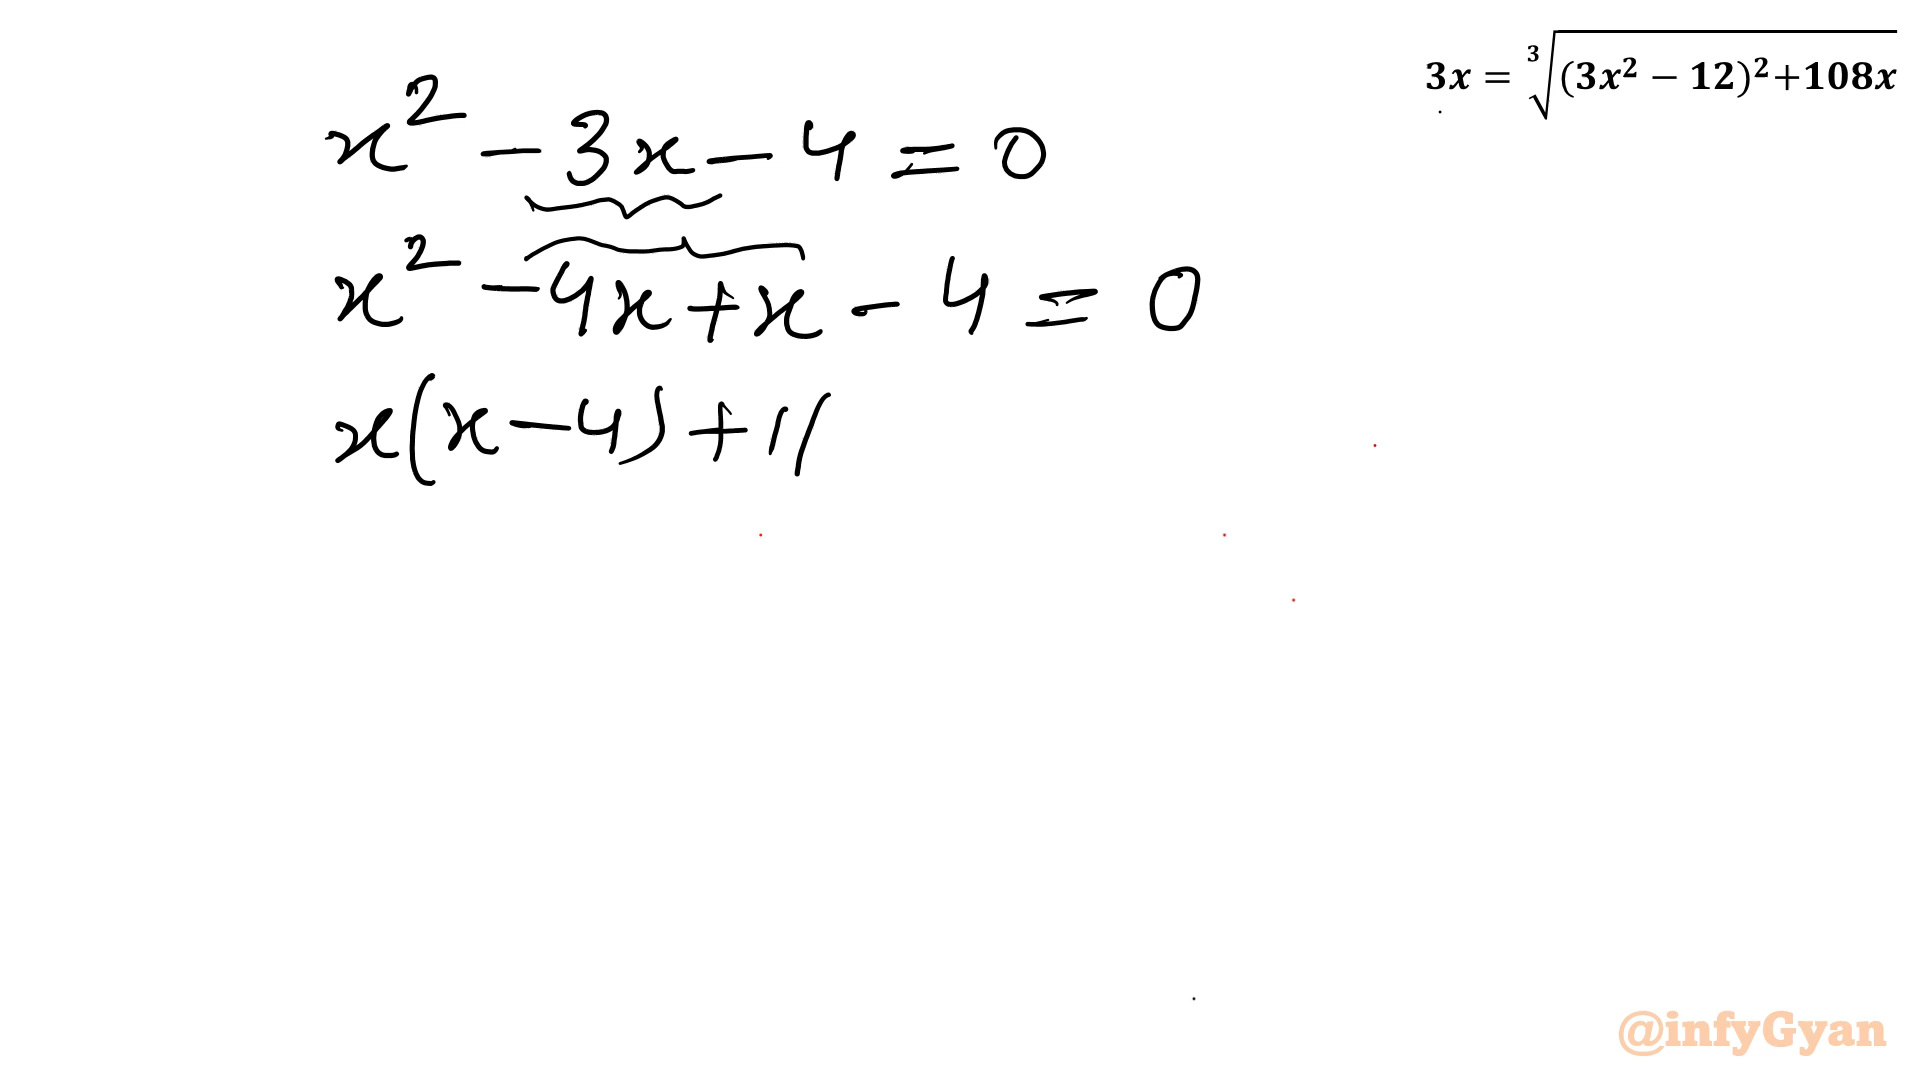 3x = ∛((3x² − 12)²+108x)
x² − 3x − 4 = 0
x² − 4x + x − 4 = 0
x(x − 4) + 1(
@infyGyan